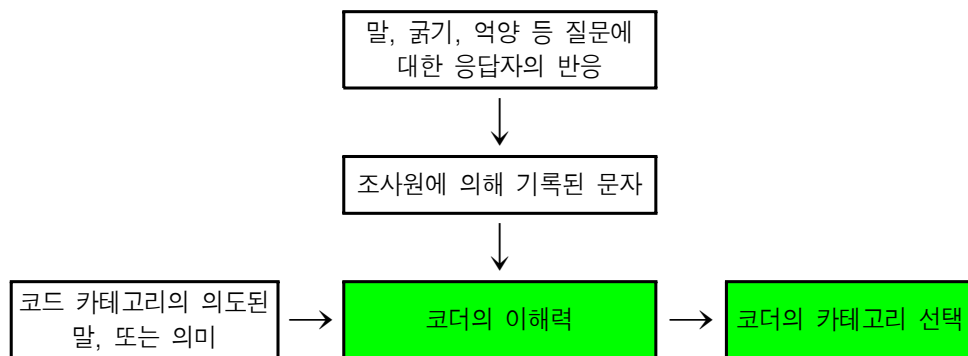 말, 굵기, 억양 등 질문에
대한 응답자의 반응
조사원에 의해 기록된 문자
코드 카테고리의 의도된
말, 또는 의미
코더의 이해력
코더의 카테고리 선택